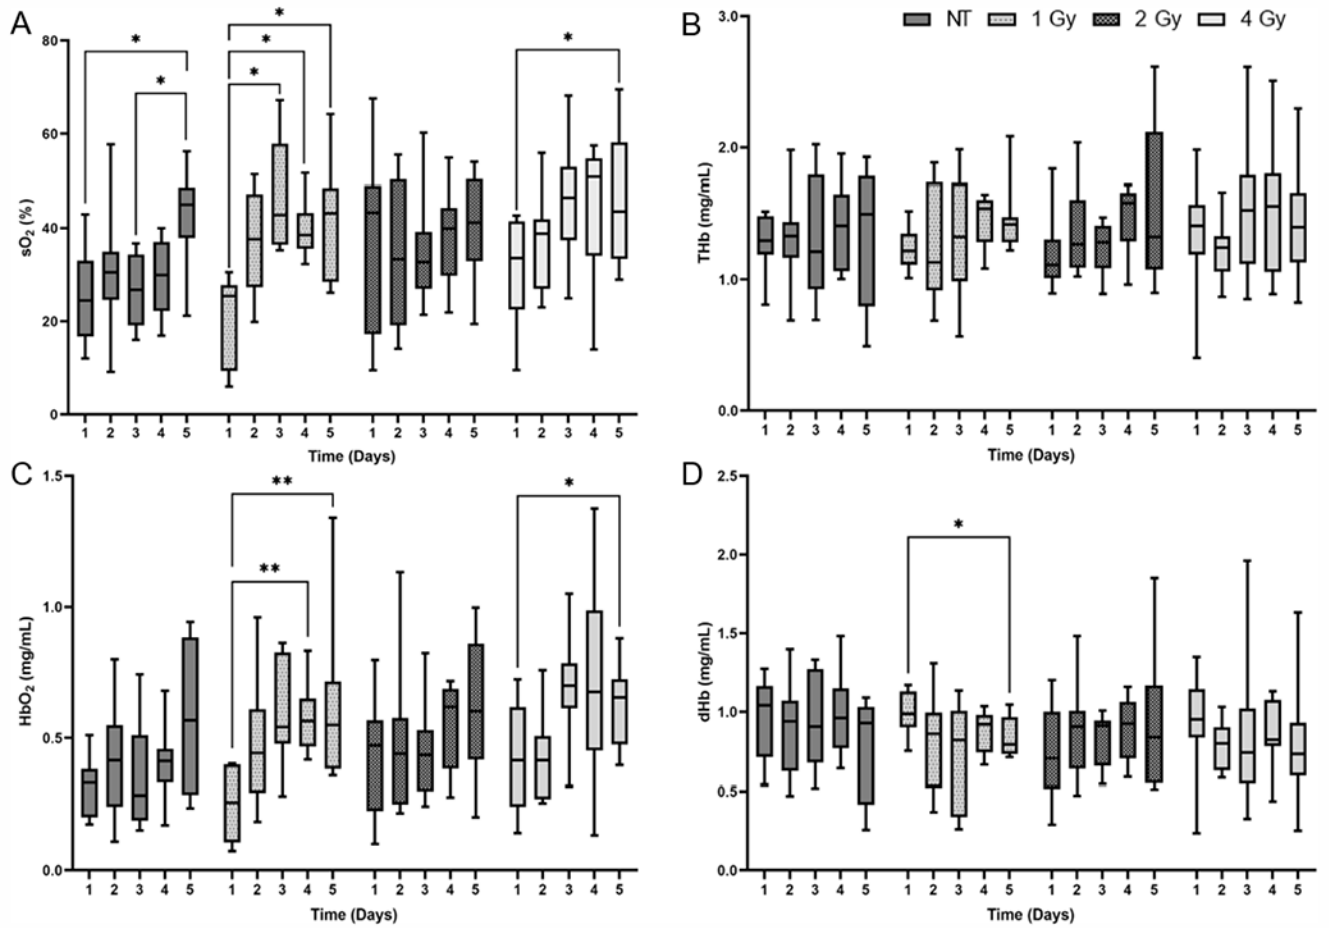 A
80
60
40
20
0
sO₂ (%)
* * * * * *
1 2 3 4 5 1 2 3 4 5 1 2 3 4 5 1 2 3 4 5
Time (Days)
B
NT 1 Gy 2 Gy 4 Gy
3.0
2.0
1.0
0.0
THb (mg/mL)
1 2 3 4 5 1 2 3 4 5 1 2 3 4 5 1 2 3 4 5
Time (Days)
C
1.5
1.0
0.5
0.0
HbO₂ (mg/mL)
** ** *
1 2 3 4 5 1 2 3 4 5 1 2 3 4 5 1 2 3 4 5
Time (Days)
D
2.5
2.0
1.5
1.0
0.5
0.0
dHb (mg/mL)
*
1 2 3 4 5 1 2 3 4 5 1 2 3 4 5 1 2 3 4 5
Time (Days)